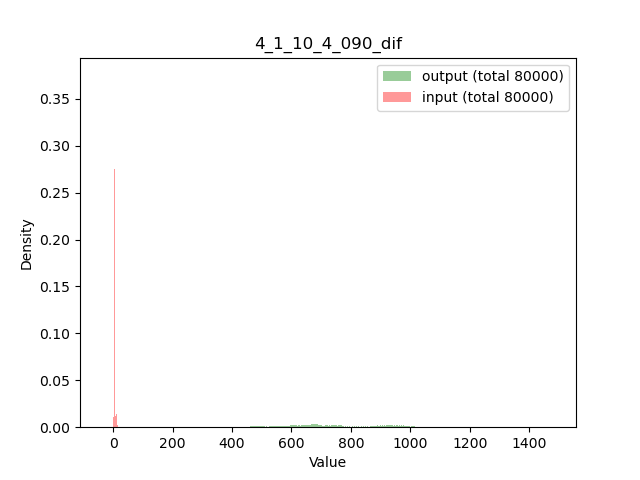 4_1_10_4_090_dif
output (total 80000)
input (total 80000)
0.35
0.30
0.25
0.20
0.15
0.10
0.05
0.00
Density
0 200 400 600 800 1000 1200 1400
Value